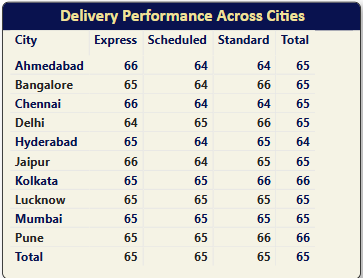 Delivery Performance Across Cities
City Express Scheduled Standard Total
Ahmedabad 66 64 64 65
Bangalore 65 64 66 65
Chennai 66 64 64 65
Delhi 64 65 66 65
Hyderabad 65 64 65 64
Jaipur 66 64 65 65
Kolkata 65 65 66 66
Lucknow 65 65 65 65
Mumbai 65 65 65 65
Pune 65 65 66 66
Total 65 65 65 65